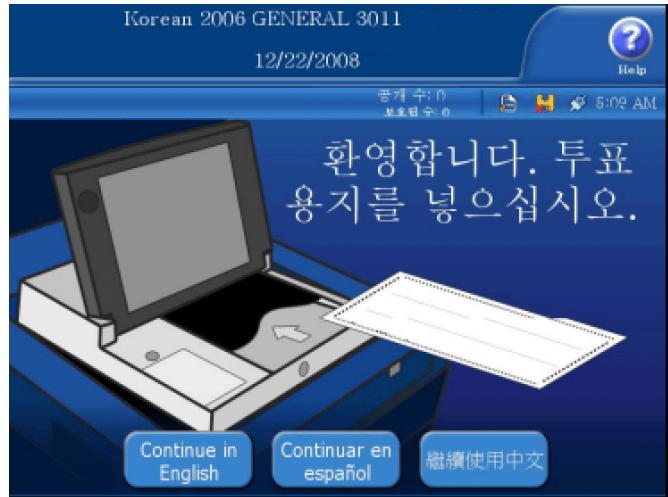 Korean 2006 GENERAL 3011
12/22/2008
Help
공개 수: 0
보호된 수: 0
5:09 AM
환영합니다. 투표
용지를 넣으십시오.
Continue in
English
Continuar en
español
繼續使用中文